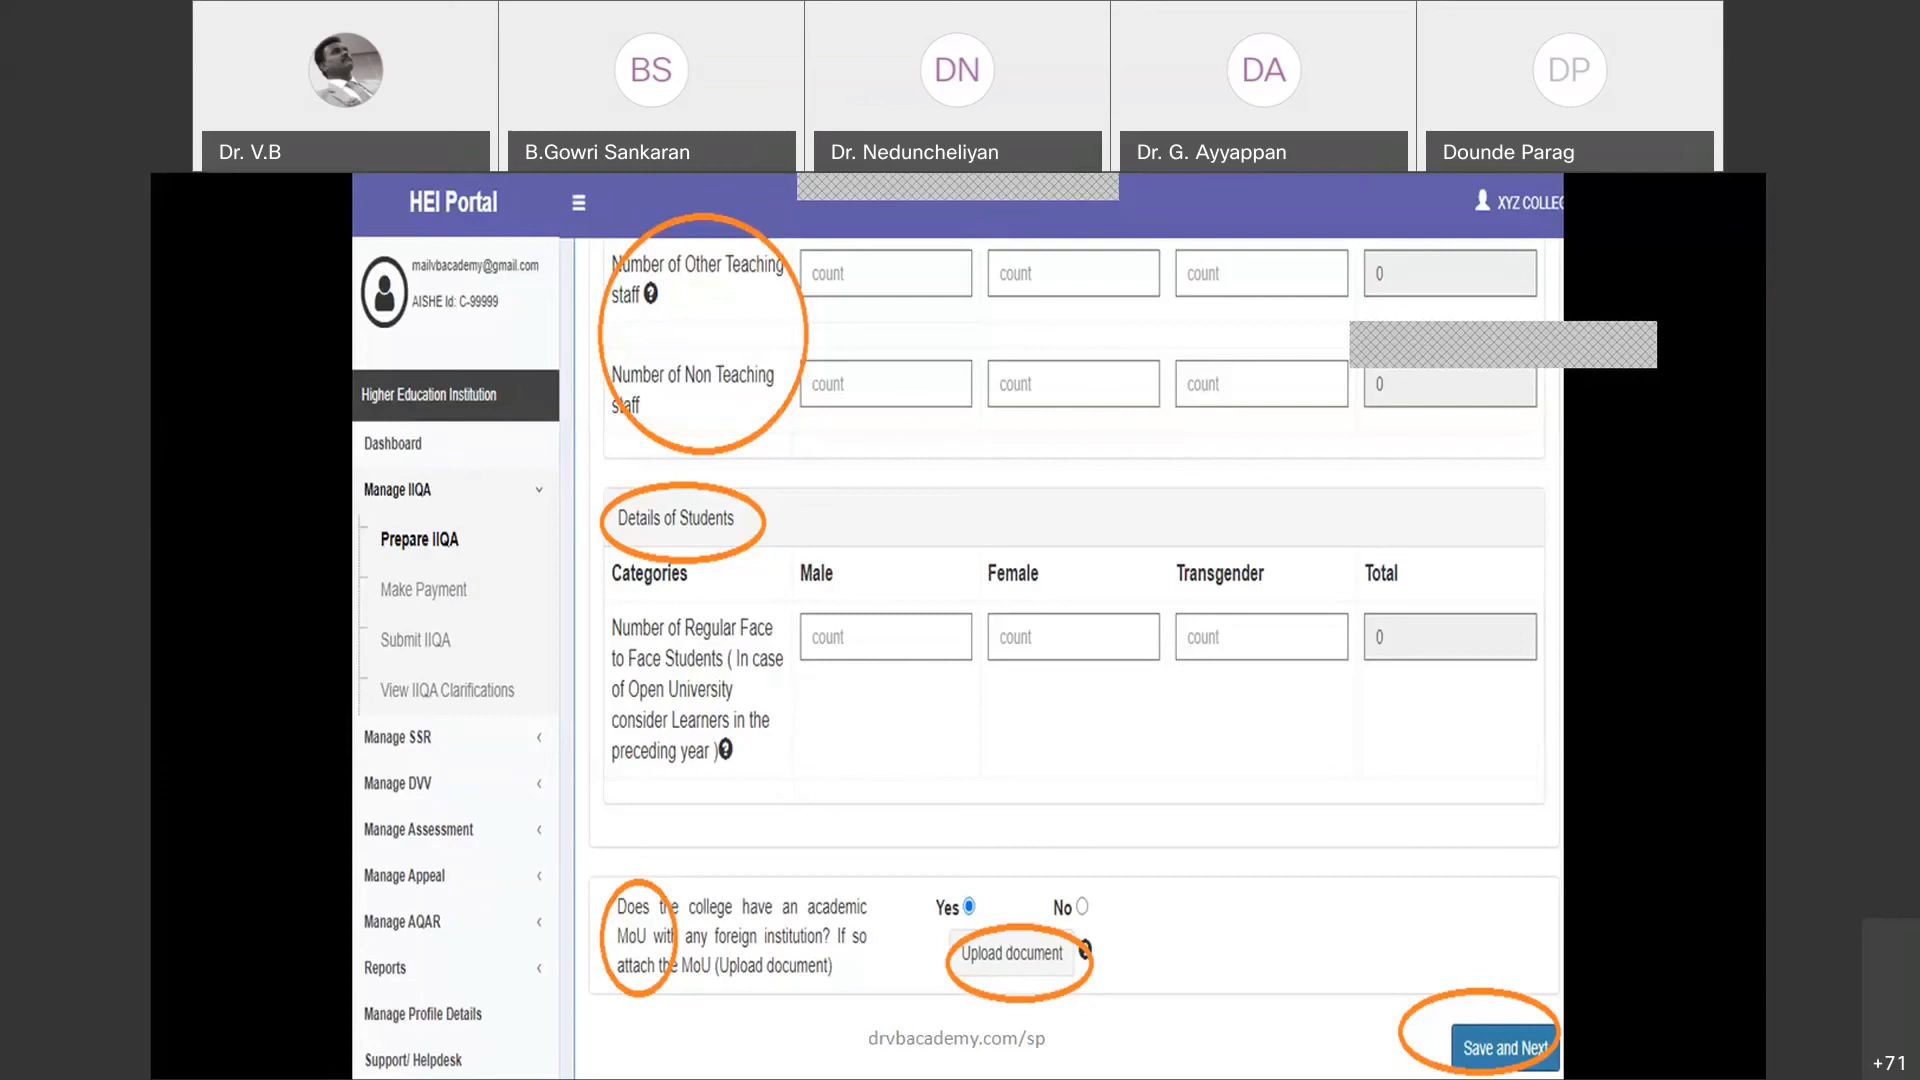 BS
DN
DA
DP
Dr. V.B
B.Gowri Sankaran
Dr. Neduncheliyan
Dr. G. Ayyappan
Dounde Parag
HEI Portal
XYZ COLLEG
mailvbacademy@gmail.com
AISHE Id: C-99999
Higher Education Institution
Dashboard
Manage IIQA
Prepare IIQA
Make Payment
Submit IIQA
View IIQA Clarifications
Manage SSR
Manage DVV
Manage Assessment
Manage Appeal
Manage AQAR
Reports
Manage Profile Details
Support/ Helpdesk
Number of Other Teaching
staff ?
count count count 0
Number of Non Teaching
staff
count count count 0
Details of Students
Categories Male Female Transgender Total
Number of Regular Face
to Face Students ( In case
of Open University
consider Learners in the
preceding year )?
count count count 0
Does the college have an academic
MoU with any foreign institution? If so
attach the MoU (Upload document)
Yes No
Upload document
drvbacademy.com/sp
Save and Next
+71